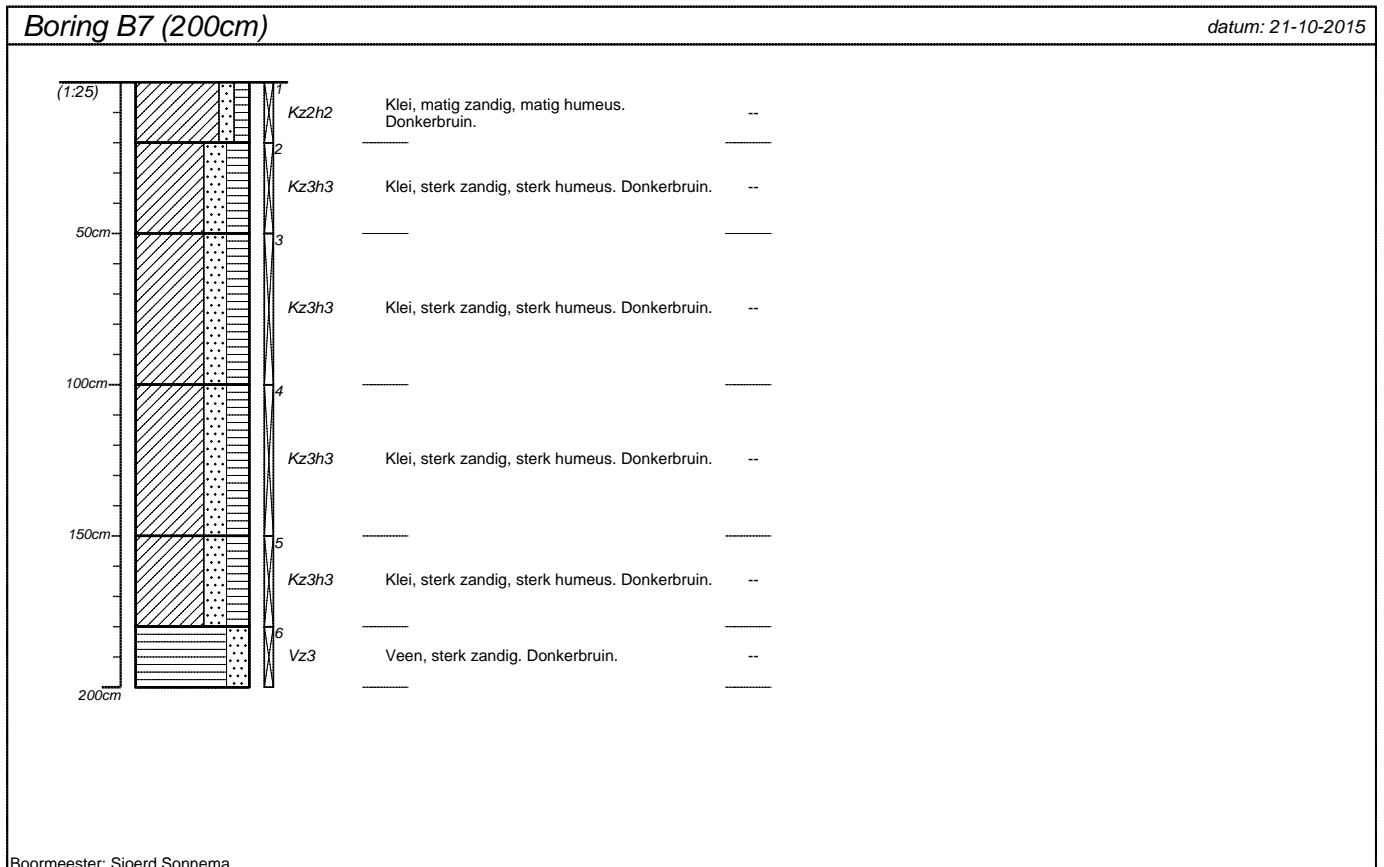 Boring B7 (200cm)
datum: 21-10-2015
(1:25)
1
Kz2h2
Klei, matig zandig, matig humeus.
Donkerbruin.
--
2
Kz3h3
Klei, sterk zandig, sterk humeus. Donkerbruin.
--
50cm
3
Kz3h3
Klei, sterk zandig, sterk humeus. Donkerbruin.
--
100cm
4
Kz3h3
Klei, sterk zandig, sterk humeus. Donkerbruin.
--
150cm
5
Kz3h3
Klei, sterk zandig, sterk humeus. Donkerbruin.
--
6
Vz3
Veen, sterk zandig. Donkerbruin.
--
200cm
Boormeester: Sjoerd Sonnema